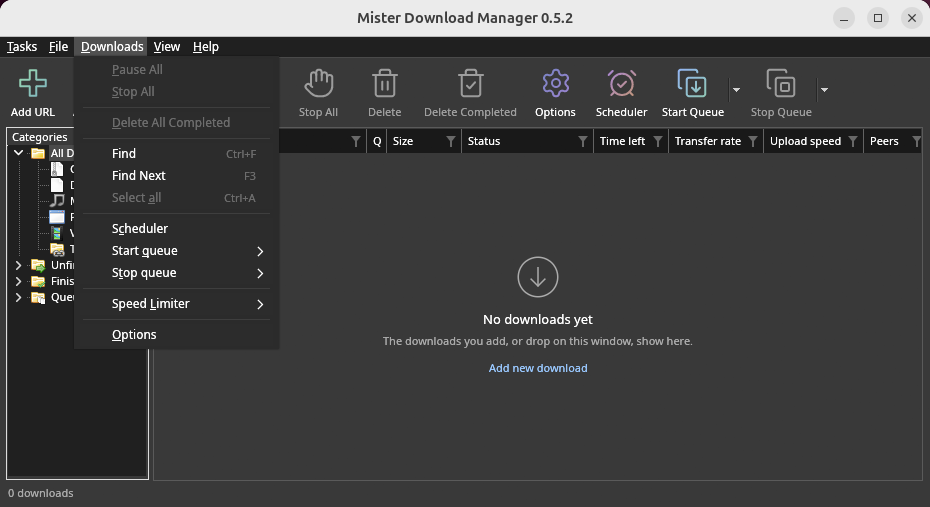 Mister Download Manager 0.5.2
Tasks File Downloads View Help
Pause All
Stop All
Delete All Completed
Find Ctrl+F
Find Next F3
Select all Ctrl+A
Scheduler
Start queue
Stop queue
Speed Limiter
Options
Add URL Stop All Delete Delete Completed Options Scheduler Start Queue Stop Queue
Categories
All D
Unfi
Finis
Queu
Q Size Status Time left Transfer rate Upload speed Peers
No downloads yet
The downloads you add, or drop on this window, show here.
Add new download
0 downloads